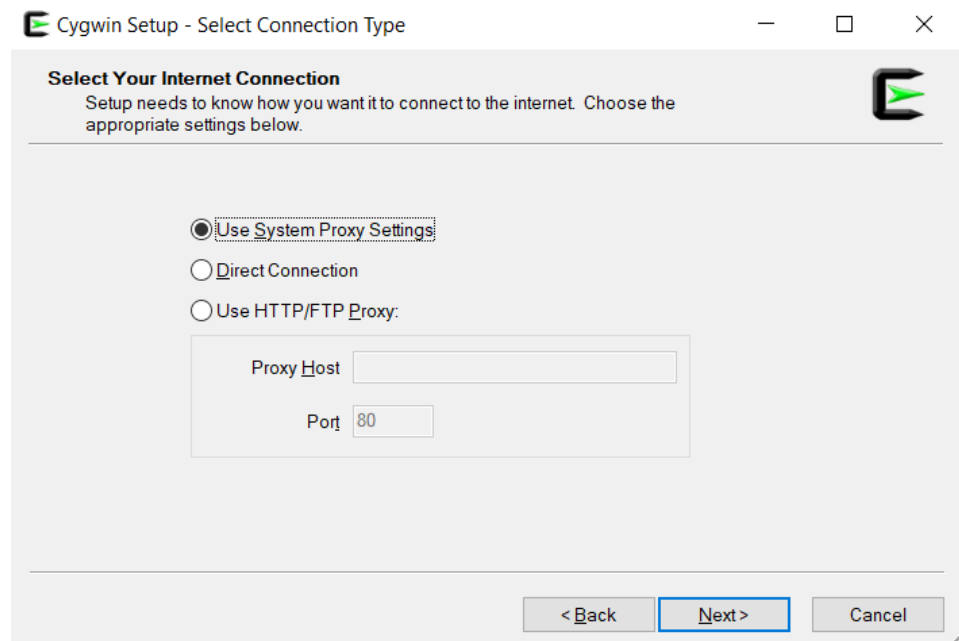 Cygwin Setup - Select Connection Type
Select Your Internet Connection
Setup needs to know how you want it to connect to the internet.  Choose the
appropriate settings below.
Use System Proxy Settings
Direct Connection
Use HTTP/FTP Proxy:
Proxy Host
Port 80
< Back Next > Cancel